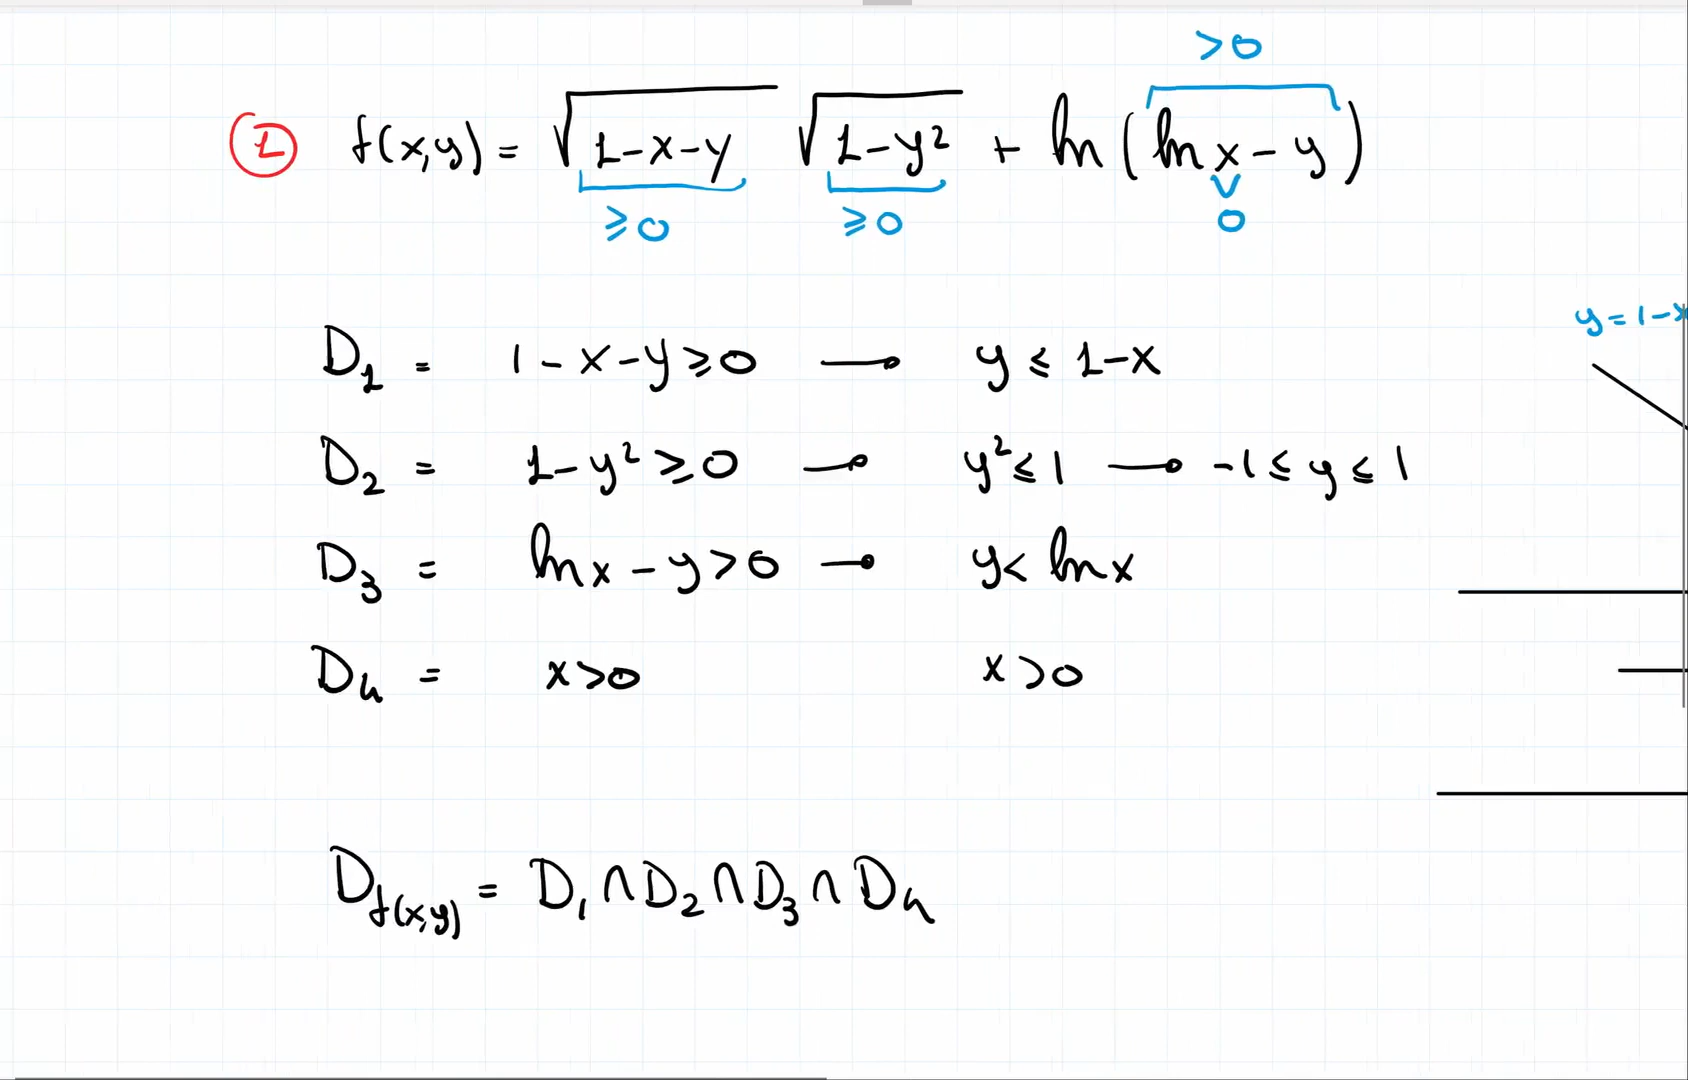 >0
① f(x,y) = √(1-x-y) √(1-y²) + ln(ln x - y)
≥0 ≥0 ∨ 0
y = 1-x
D₁ = 1-x-y ≥ 0 → y ≤ 1-x
D₂ = 1-y² ≥ 0 → y² ≤ 1 → -1 ≤ y ≤ 1
D₃ = ln x - y > 0 → y < ln x
D₄ = x>0 x>0
D_f(x,y) = D₁ ∩ D₂ ∩ D₃ ∩ D₄